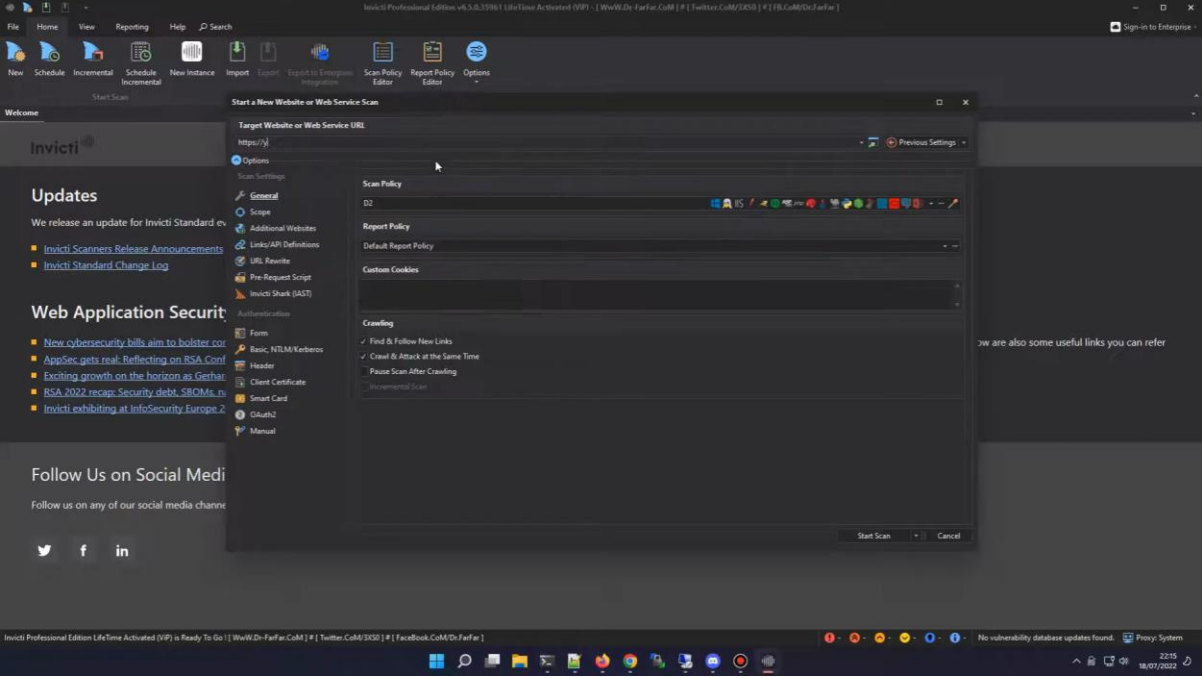 Invicti Professional Edition v6.5.0.35961 LifeTime Activated (ViP) - [ WwW.Dr-FarFar.CoM ] # [ Twitter.CoM/3XS0 ] # [ FB.CoM/Dr.FarFar ]
File Home View Reporting Help Search
Sign-in to Enterprise
New Schedule Incremental Schedule Incremental New Instance Import Export Export to Enterprise Integration Scan Policy Editor Report Policy Editor Options
Start Scan
Welcome
Start a New Website or Web Service Scan
Target Website or Web Service URL
https://y
Previous Settings
Options
Scan Settings
General
Scope
Additional Websites
Links/API Definitions
URL Rewrite
Pre-Request Script
Invicti Shark (IAST)
Authentication
Form
Basic, NTLM/Kerberos
Header
Client Certificate
Smart Card
OAuth2
Manual
Scan Policy
D2
Report Policy
Default Report Policy
Custom Cookies
Crawling
Find & Follow New Links
Crawl & Attack at the Same Time
Pause Scan After Crawling
Incremental Scan
Start Scan
Cancel
Invicti
Updates
We release an update for Invicti Standard ev
Invicti Scanners Release Announcements
Invicti Standard Change Log
Web Application Security
New cybersecurity bills aim to bolster cor
AppSec gets real: Reflecting on RSA Conf
Exciting growth on the horizon as Gerhar
RSA 2022 recap: Security debt, SBOMs, na
Invicti exhibiting at InfoSecurity Europe 2
ow are also some useful links you can refer
Follow Us on Social Medi
Follow us on any of our social media channe
Invicti Professional Edition LifeTime Activated (ViP) is Ready To Go ! [ WwW.Dr-FarFar.CoM ] # [ Twitter.CoM/3XS0 ] # [ FaceBook.CoM/Dr.FarFar ]
No vulnerability database updates found.
Proxy: System
22:15
18/07/2022